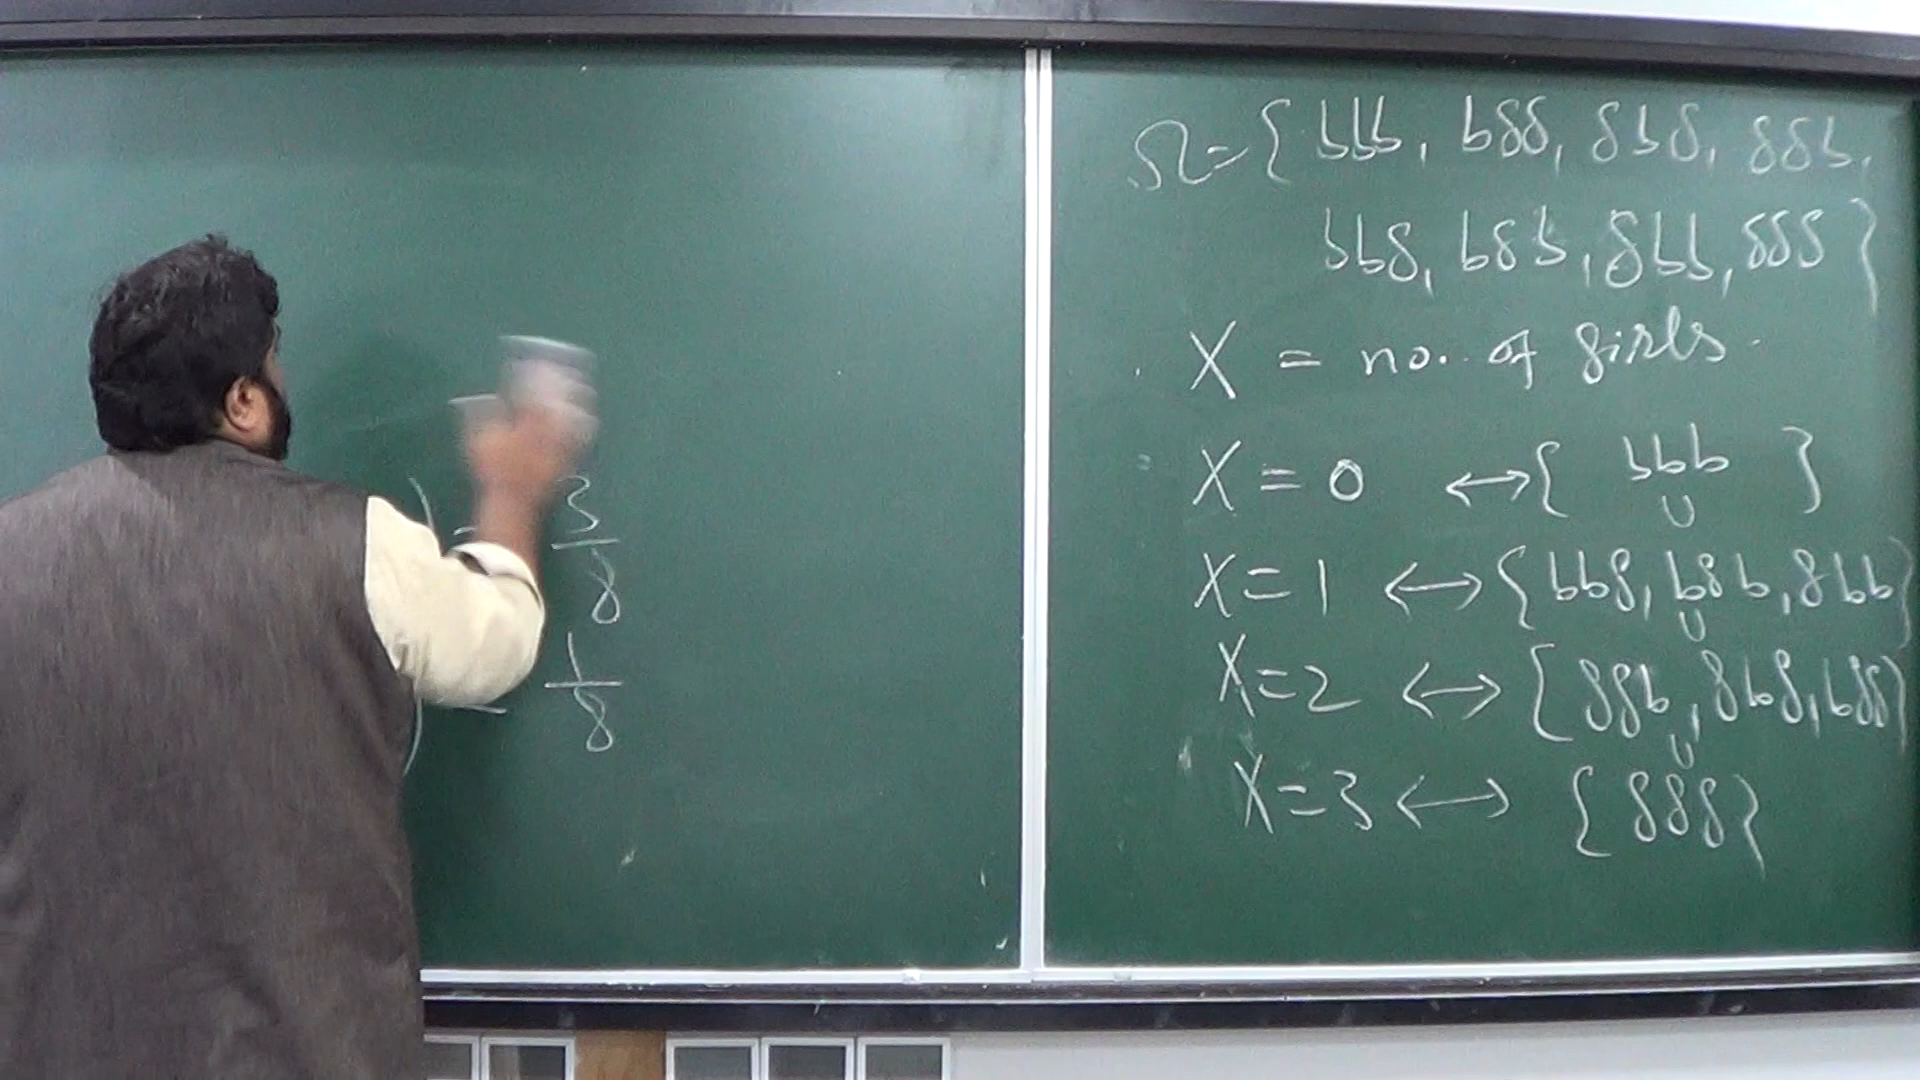 = 3/8
1/8
Ω = { bbb, bgg, gbg, ggb,
bbg, bgb, gbb, ggg }
X = no. of girls.
X = 0 ↔ { bbb }
∪
X = 1 ↔ { bbg, bgb, gbb }
∪
X = 2 ↔ { ggb, gbg, bgg }
∪
X = 3 ↔ { ggg }